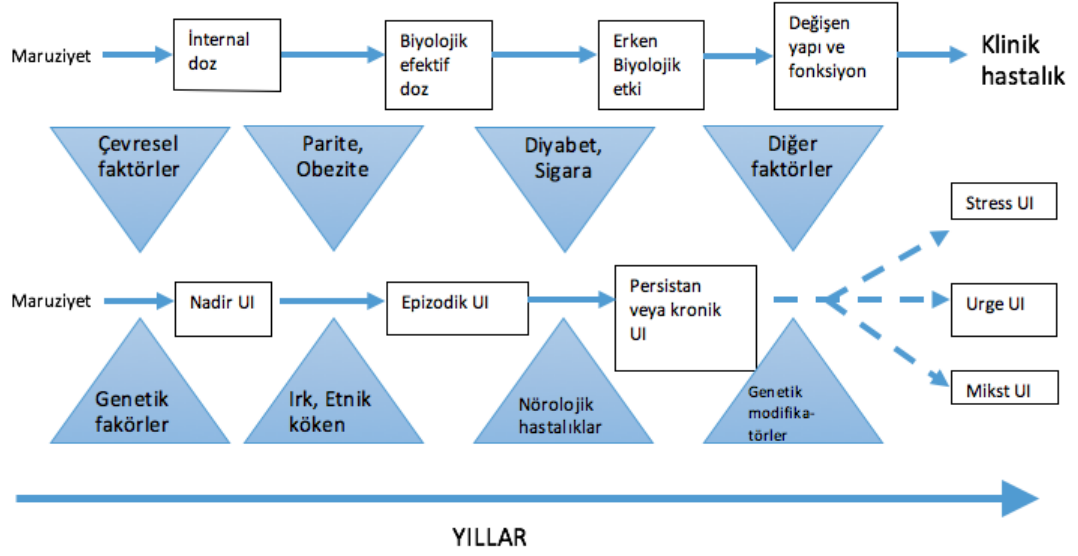 Maruziyet
İnternal
doz
Biyolojik
efektif
doz
Erken
Biyolojik
etki
Değişen
yapı ve
fonksiyon
Klinik
hastalık
Çevresel
faktörler
Parite,
Obezite
Diyabet,
Sigara
Diğer
faktörler
Maruziyet
Nadir UI
Epizodik UI
Persistan
veya kronik
UI
Stress UI
Urge UI
Mikst UI
Genetik
fakörler
Irk, Etnik
köken
Nörolojik
hastalıklar
Genetik
modifika-
törler
YILLAR